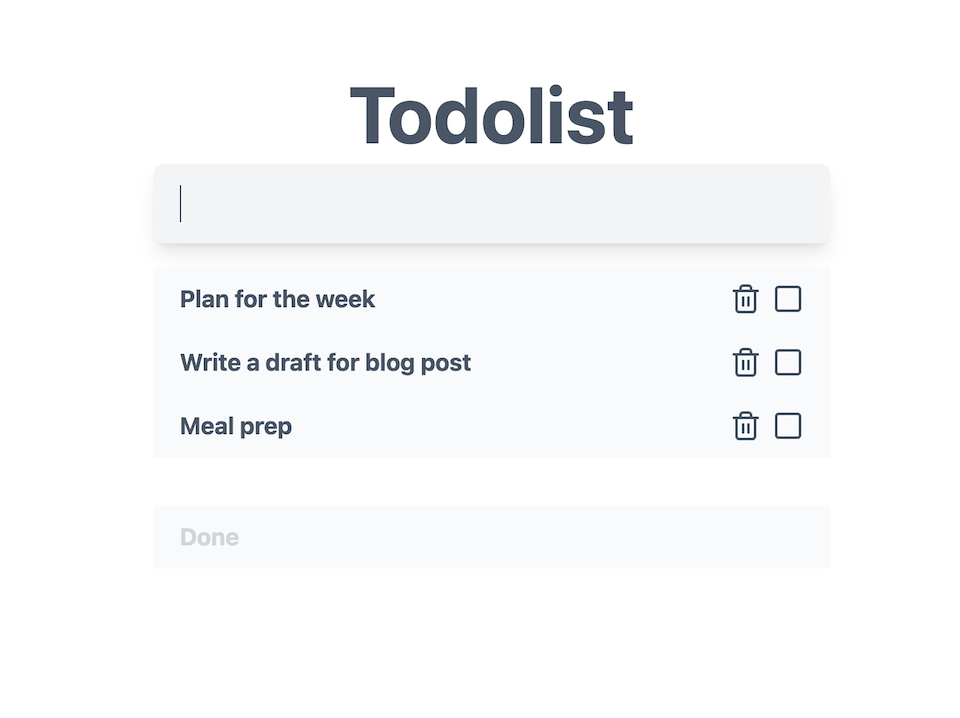 Todolist
Plan for the week
Write a draft for blog post
Meal prep
Done